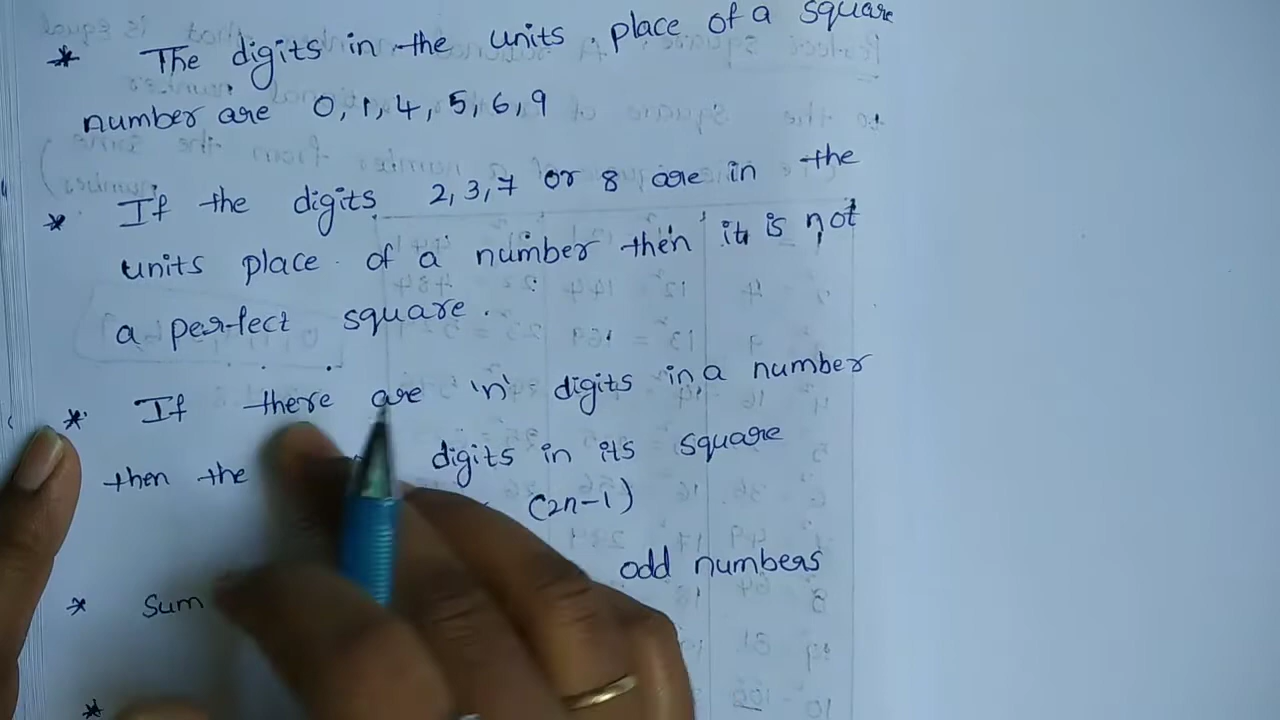 * The digits in the units place of a square
number are 0, 1, 4, 5, 6, 9
* If the digits 2, 3, 7 or 8 are in the
units place of a number then it is not
a perfect square.
* If there are 'n' digits in a number
then the digits in its square
(2n-1)
* Sum odd numbers
*